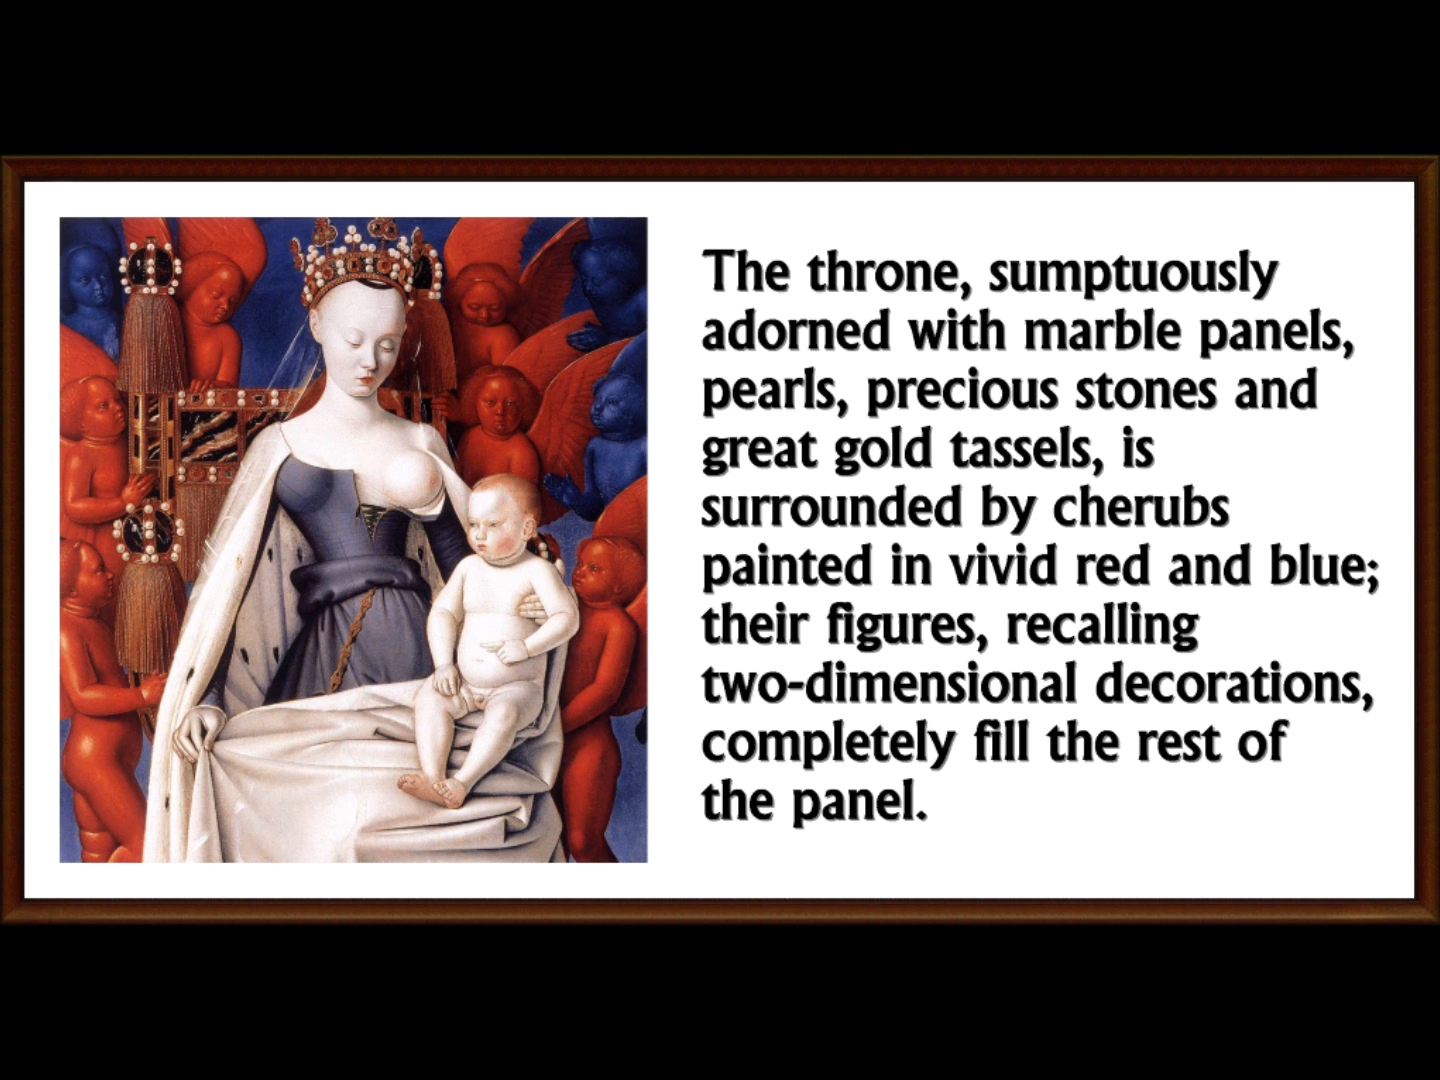 The throne, sumptuously
adorned with marble panels,
pearls, precious stones and
great gold tassels, is
surrounded by cherubs
painted in vivid red and blue;
their figures, recalling
two-dimensional decorations,
completely fill the rest of
the panel.